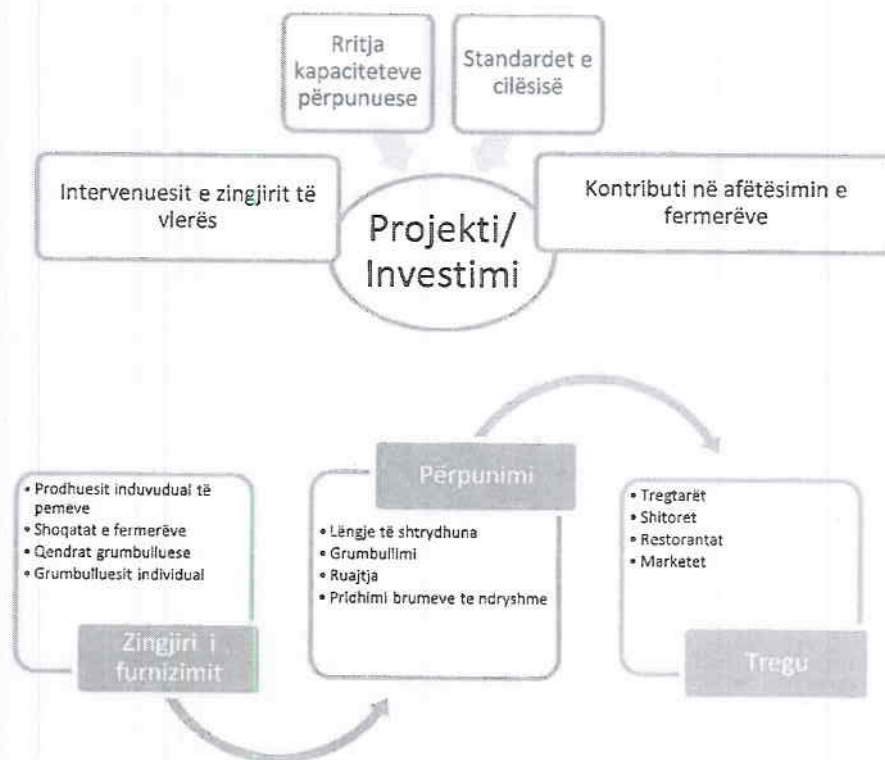 Rritja
kapaciteteve
përpunuese
Standardet e
cilësisë
Intervenuesit e zingjirit të
vlerës
Kontributi në afëtësimin e
fermerëve
Projekti/
Investimi
• Prodhuesit induvudual të
pemëve
• Shoqatat e fermerëve
• Qendrat grumbulluese
• Grumbulluesit individual
Zingjiri i
furnizimit
Përpunimi
• Lëngje të shtrydhuna
• Grumbullimi
• Ruajtja
• Pridhimi brumeve te ndryshme
• Tregtarët
• Shitoret
• Restorantat
• Marketet
Tregu